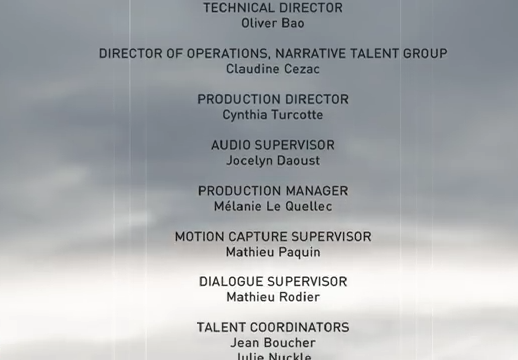 TECHNICAL DIRECTOR
Oliver Bao
DIRECTOR OF OPERATIONS, NARRATIVE TALENT GROUP
Claudine Cezac
PRODUCTION DIRECTOR
Cynthia Turcotte
AUDIO SUPERVISOR
Jocelyn Daoust
PRODUCTION MANAGER
Mélanie Le Quellec
MOTION CAPTURE SUPERVISOR
Mathieu Paquin
DIALOGUE SUPERVISOR
Mathieu Rodier
TALENT COORDINATORS
Jean Boucher
Julie Nuckle